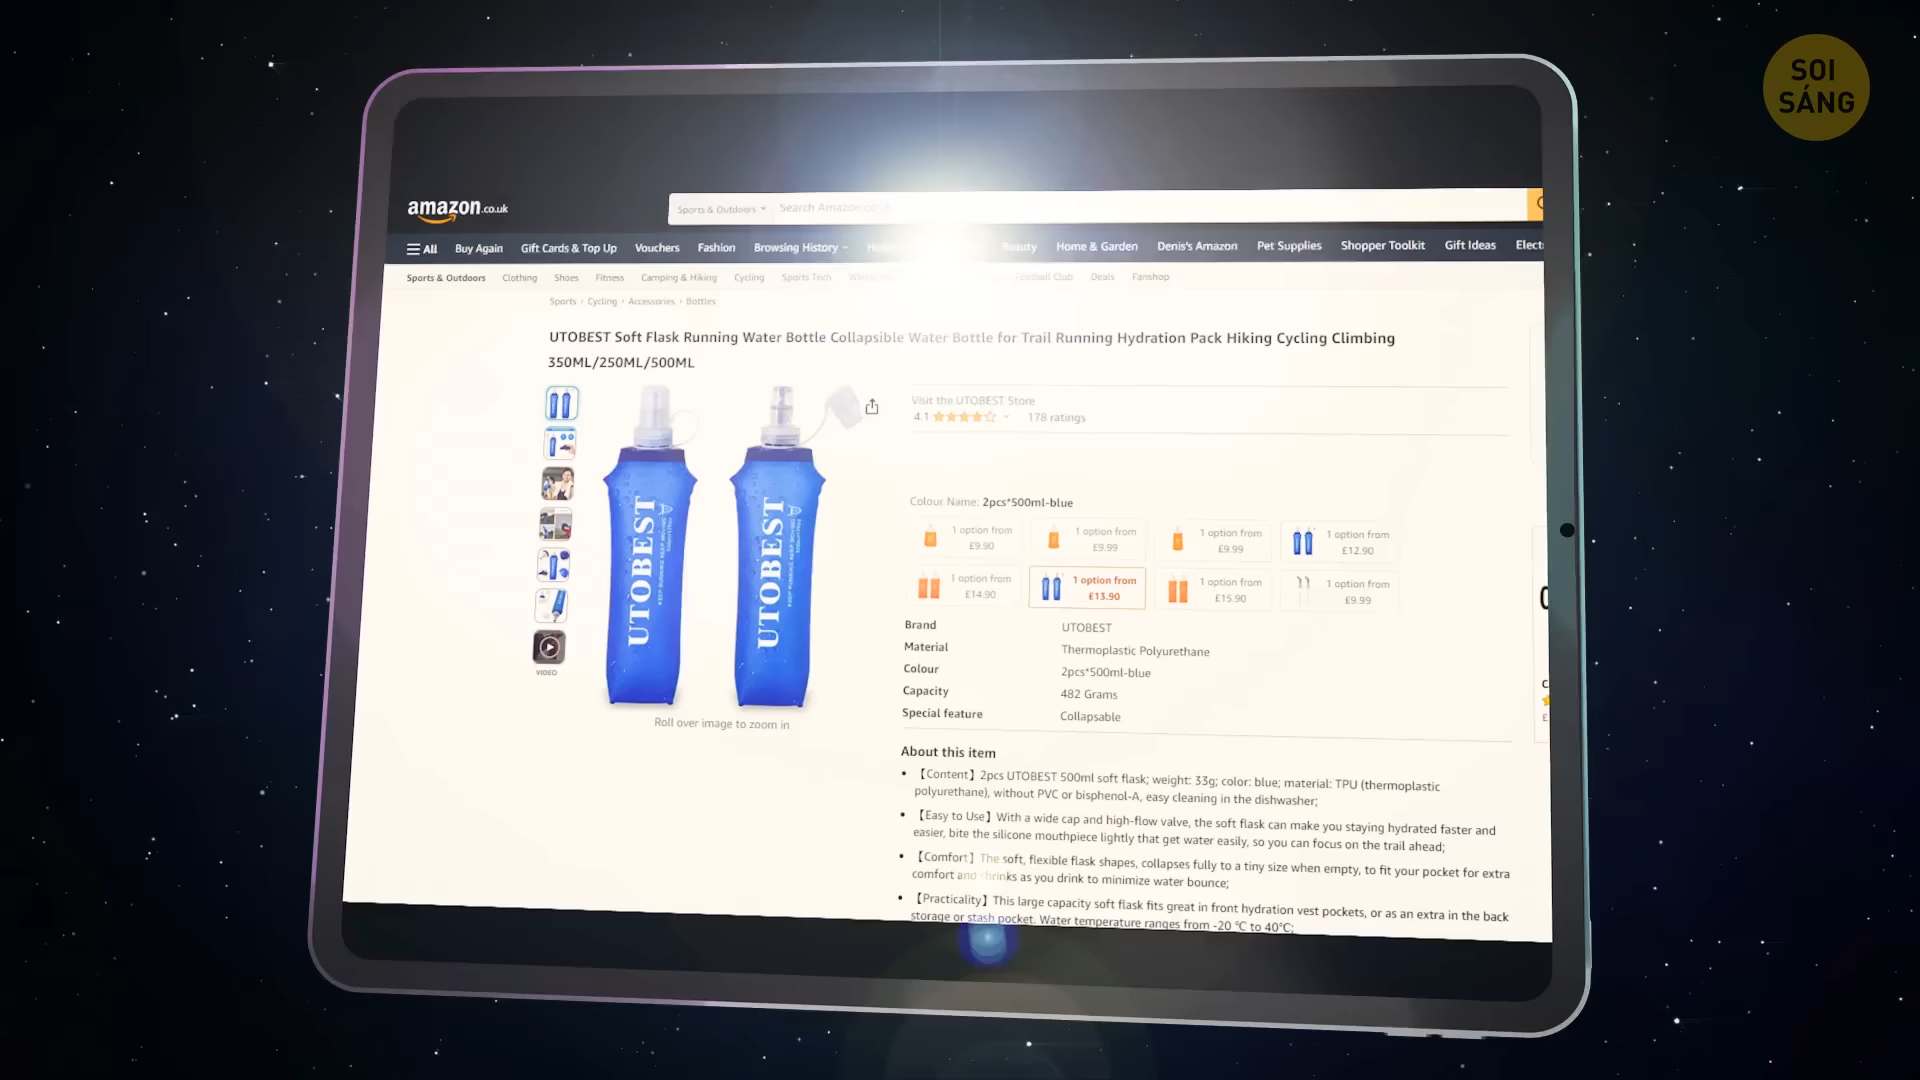 SOI
SÁNG
amazon.co.uk
Sports & Outdoors
Search Amazon.co.uk
All Buy Again Gift Cards & Top Up Vouchers Fashion Browsing History Beauty Home & Garden Denis's Amazon Pet Supplies Shopper Toolkit Gift Ideas Elect
Sports & Outdoors Clothing Shoes Fitness Camping & Hiking Cycling Sports Tech Football Club Deals Fanshop
Sports › Cycling › Accessories › Bottles
UTOBEST Soft Flask Running Water Bottle Collapsible Water Bottle for Trail Running Hydration Pack Hiking Cycling Climbing
350ML/250ML/500ML
Visit the UTOBEST Store
4.1 178 ratings
UTOBEST
KEEP RUNNING KEEP MOVING
UTOBEST
KEEP RUNNING KEEP MOVING
VIDEO
Roll over image to zoom in
Colour Name: 2pcs*500ml-blue
1 option from
£9.90
1 option from
£9.99
1 option from
£9.99
1 option from
£12.90
1 option from
£14.90
1 option from
£13.90
1 option from
£15.90
1 option from
£9.99
Brand UTOBEST
Material Thermoplastic Polyurethane
Colour 2pcs*500ml-blue
Capacity 482 Grams
Special feature Collapsable
About this item
• 【Content】2pcs UTOBEST 500ml soft flask; weight: 33g; color: blue; material: TPU (thermoplastic
polyurethane), without PVC or bisphenol-A, easy cleaning in the dishwasher;
• 【Easy to Use】With a wide cap and high-flow valve, the soft flask can make you staying hydrated faster and
easier, bite the silicone mouthpiece lightly that get water easily, so you can focus on the trail ahead;
• 【Comfort】The soft, flexible flask shapes, collapses fully to a tiny size when empty, to fit your pocket for extra
comfort and shrinks as you drink to minimize water bounce;
• 【Practicality】This large capacity soft flask fits great in front hydration vest pockets, or as an extra in the back
storage or stash pocket. Water temperature ranges from -20 °C to 40°C;